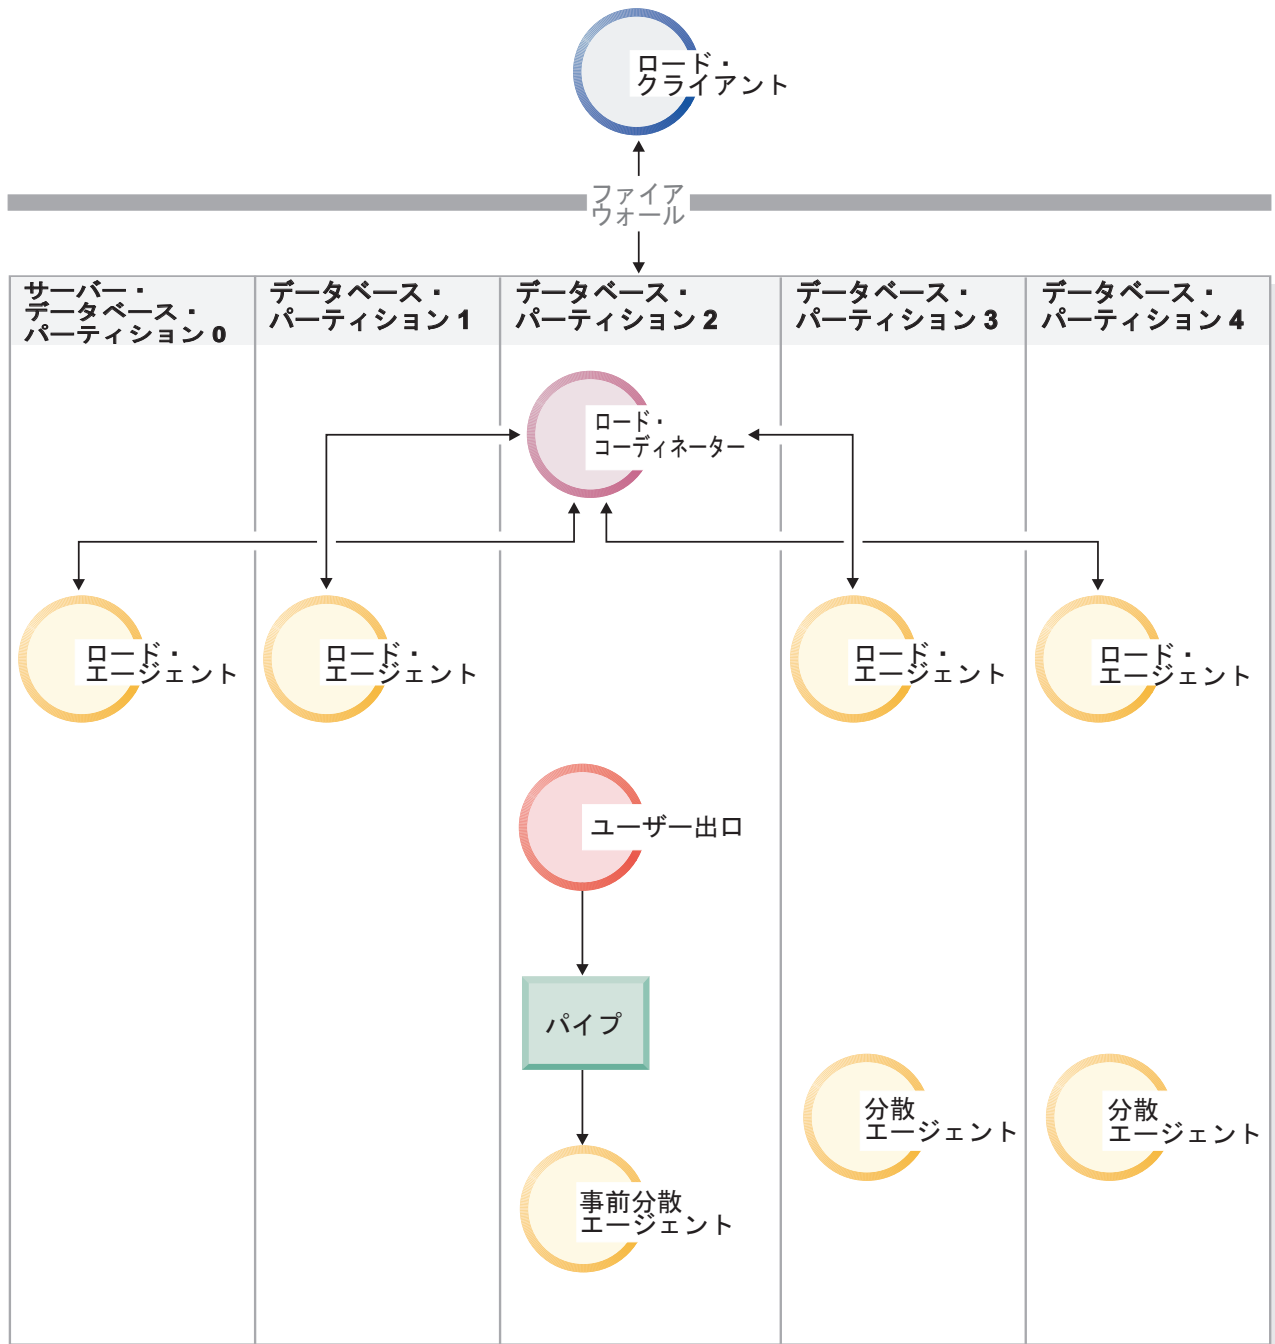 ロード・
クライアント
ファイア
ウォール
サーバー・
データベース・
パーティション 0
データベース・
パーティション 1
データベース・
パーティション 2
データベース・
パーティション 3
データベース・
パーティション 4
ロード・
コーディネーター
ロード・
エージェント
ロード・
エージェント
ロード・
エージェント
ロード・
エージェント
ユーザー出口
パイプ
分散
エージェント
分散
エージェント
事前分散
エージェント